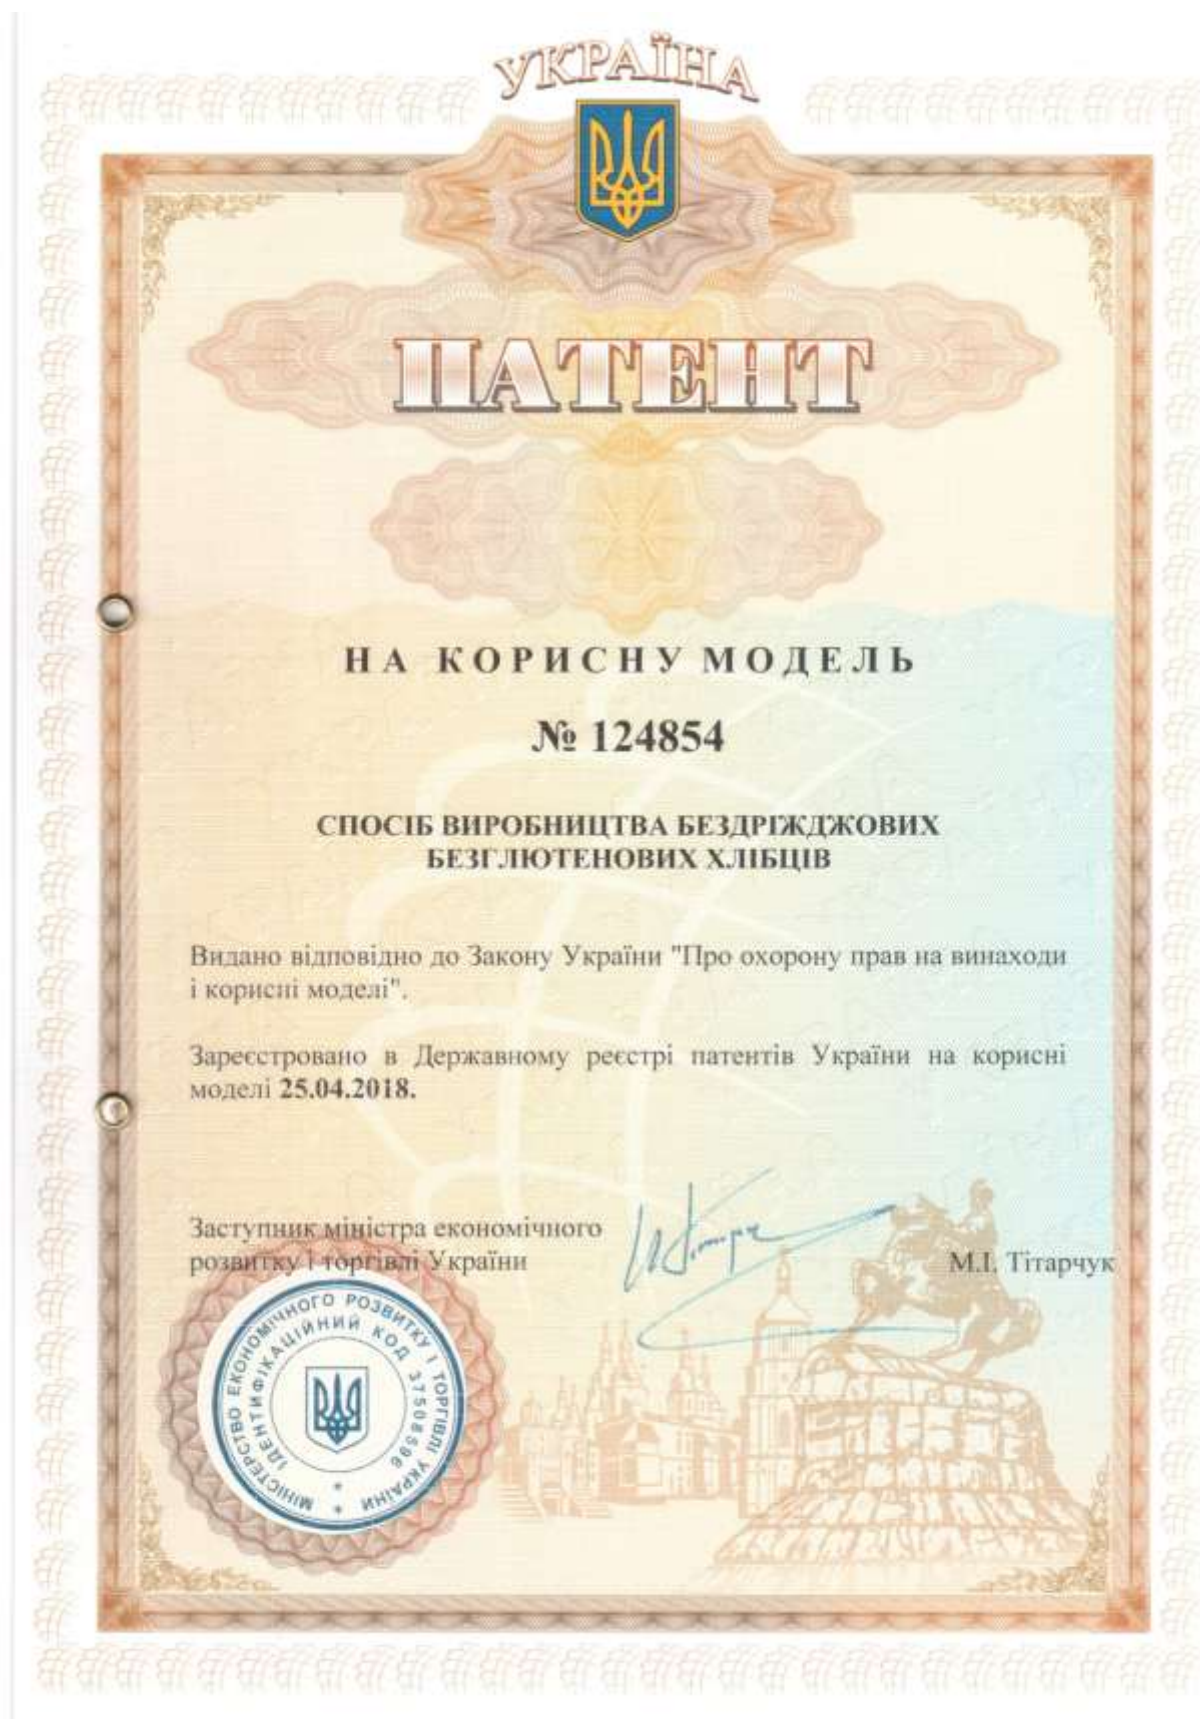 УКРАЇНА
ПАТЕНТ
НА КОРИСНУ МОДЕЛЬ
№ 124854
СПОСІБ ВИРОБНИЦТВА БЕЗДРІЖДЖОВИХ
БЕЗГЛЮТЕНОВИХ ХЛІБЦІВ
Видано відповідно до Закону України "Про охорону прав на винаходи
і корисні моделі".
Зареєстровано в Державному реєстрі патентів України на корисні
моделі 25.04.2018.
Заступник міністра економічного
розвитку і торгівлі України
М.І. Тітарчук
МІНІСТЕРСТВО ЕКОНОМІЧНОГО РОЗВИТКУ І ТОРГІВЛІ УКРАЇНИ *
ІДЕНТИФІКАЦІЙНИЙ КОД 37508596 *